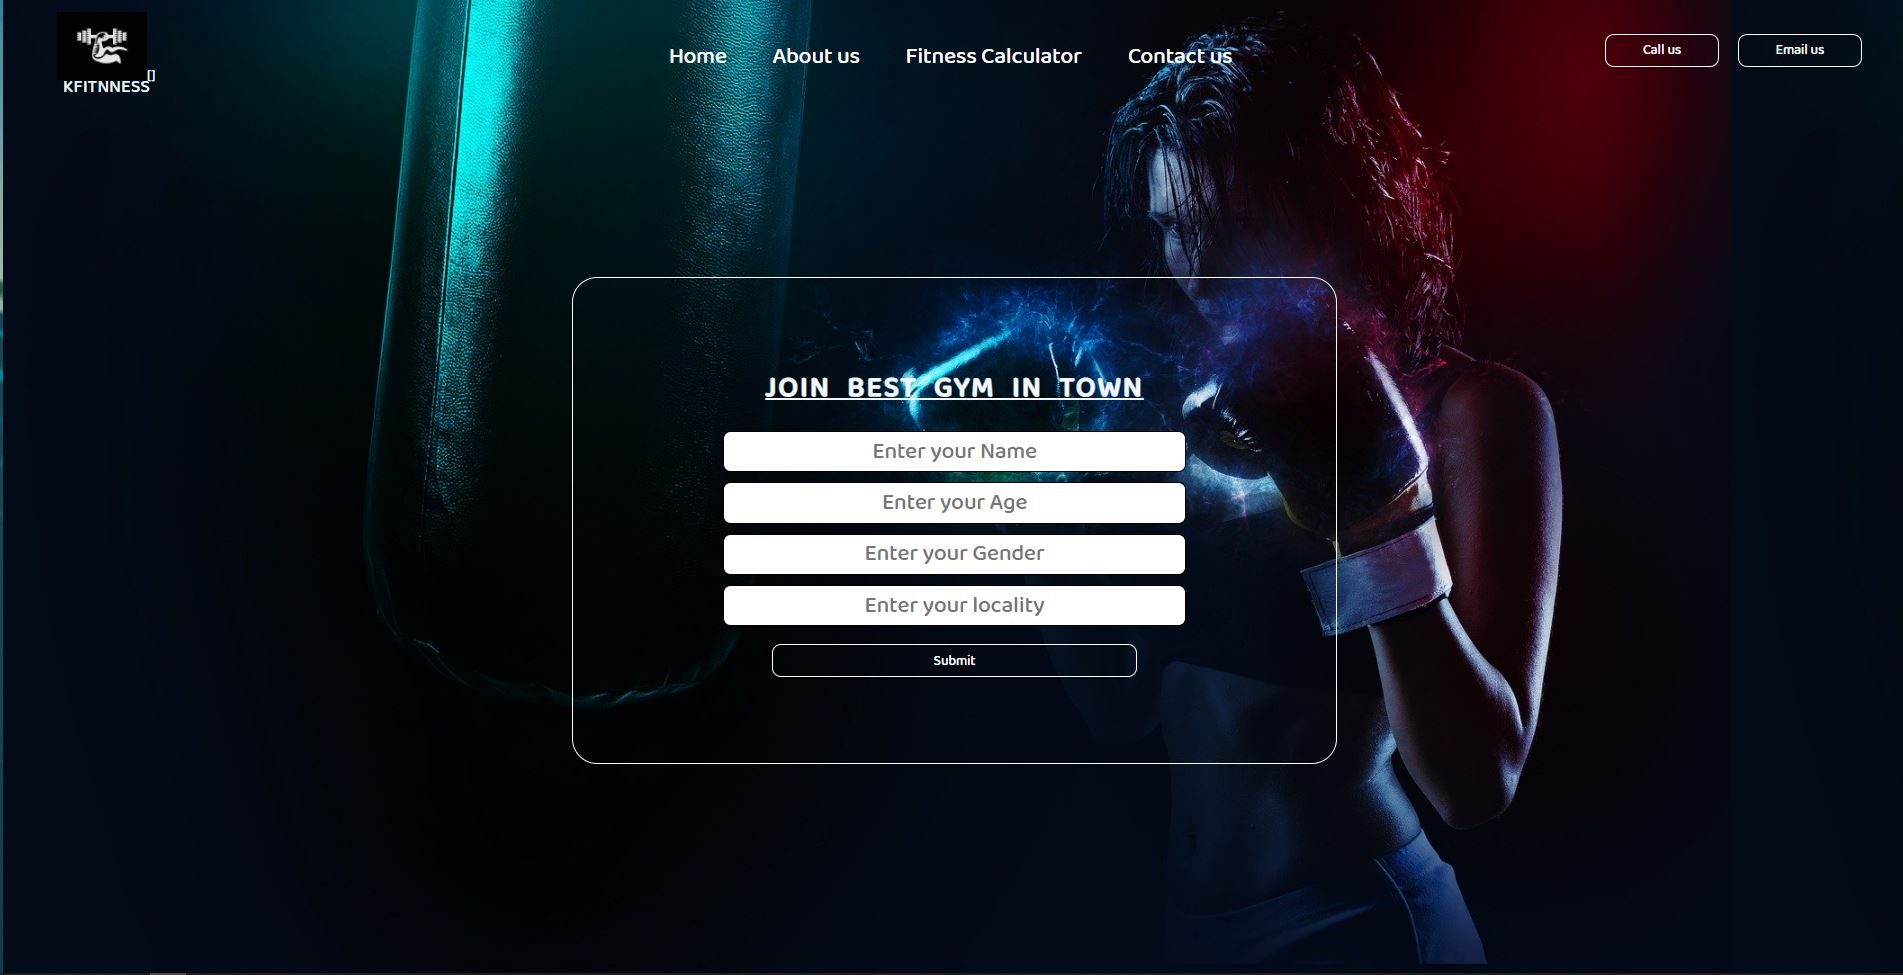 []
KFITNNESS
Home About us Fitness Calculator Contact us
Call us Email us
JOIN BEST GYM IN TOWN
Enter your Name
Enter your Age
Enter your Gender
Enter your locality
Submit